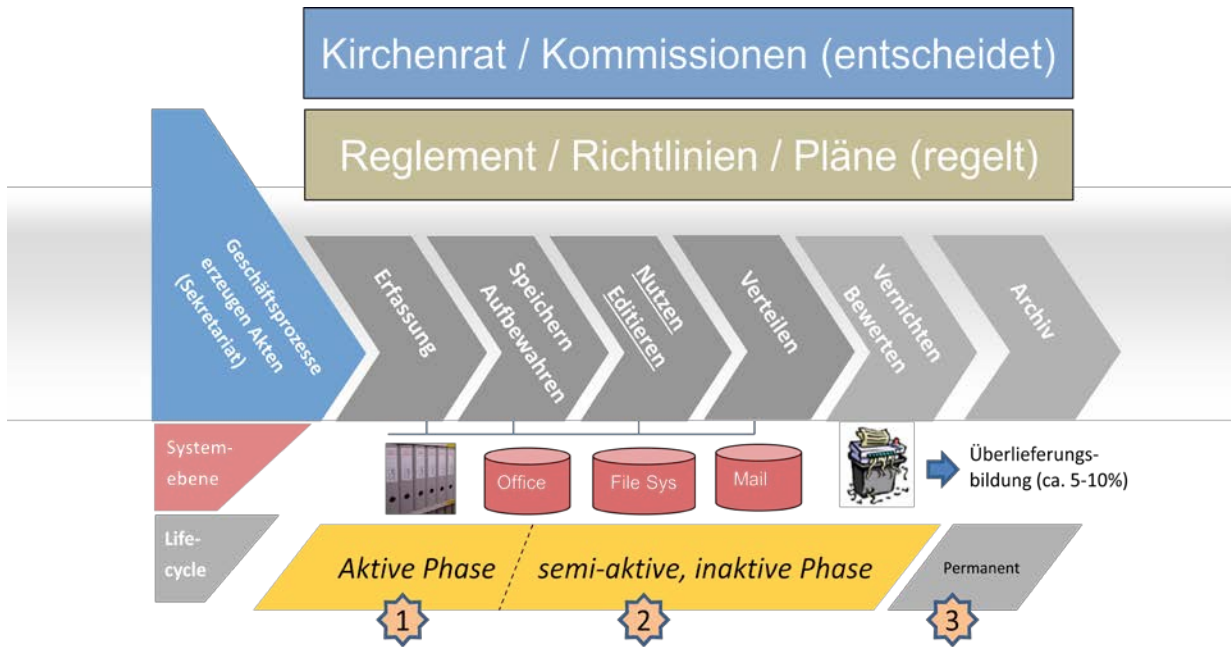 Kirchenrat / Kommissionen (entscheidet)
Reglement / Richtlinien / Pläne (regelt)
Geschäftsprozesse
erzeugen Akten
(Sekretariat)
Erfassung
Speichern
Aufbewahren
Nutzen
Editieren
Verteilen
Vernichten
Bewerten
Archiv
System-
ebene
Office
File Sys
Mail
Überlieferungs-
bildung (ca. 5-10%)
Life-
cycle
Aktive Phase
semi-aktive, inaktive Phase
Permanent
1
2
3